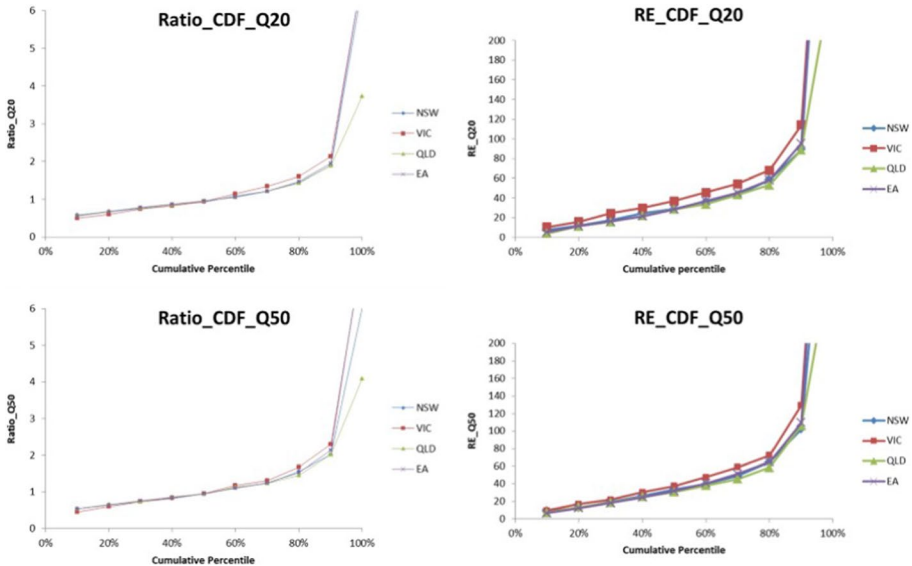 Ratio_CDF_Q20
Ratio_Q20
6
5
4
3
2
1
0
0%
20%
40%
60%
80%
100%
Cumulative Percentile
NSW
VIC
QLD
EA
RE_CDF_Q20
RE_Q20
200
180
160
140
120
100
80
60
40
20
0
0%
20%
40%
60%
80%
100%
Cumulative percentile
NSW
VIC
QLD
EA
Ratio_CDF_Q50
Ratio_Q50
6
5
4
3
2
1
0
0%
20%
40%
60%
80%
100%
Cumulative Percentile
NSW
VIC
QLD
EA
RE_CDF_Q50
RE_Q50
200
180
160
140
120
100
80
60
40
20
0
0%
20%
40%
60%
80%
100%
Cumulative Percentile
NSW
VIC
QLD
EA